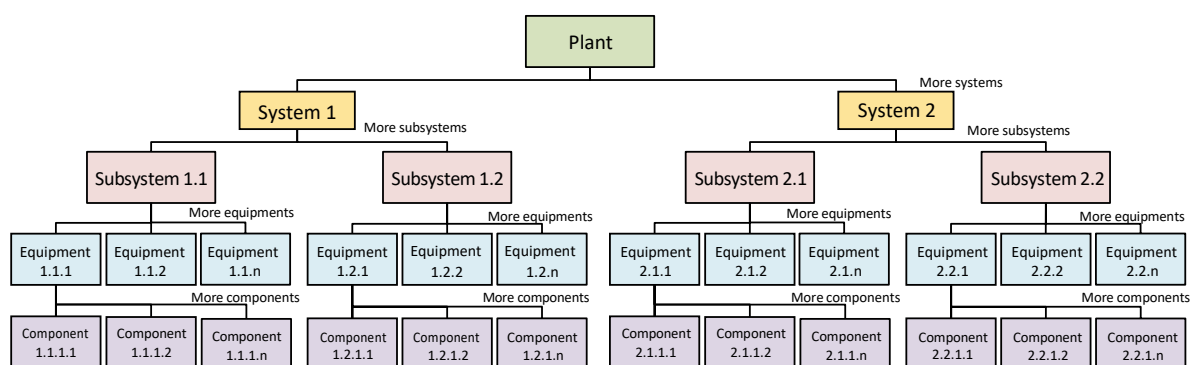 Plant
More systems
System 1
System 2
More subsystems
More subsystems
Subsystem 1.1
Subsystem 1.2
Subsystem 2.1
Subsystem 2.2
More equipments
More equipments
More equipments
More equipments
Equipment
1.1.1
Equipment
1.1.2
Equipment
1.1.n
Equipment
1.2.1
Equipment
1.2.2
Equipment
1.2.n
Equipment
2.1.1
Equipment
2.1.2
Equipment
2.1.n
Equipment
2.2.1
Equipment
2.2.2
Equipment
2.2.n
More components
More components
More components
More components
Component
1.1.1.1
Component
1.1.1.2
Component
1.1.1.n
Component
1.2.1.1
Component
1.2.1.2
Component
1.2.1.n
Component
2.1.1.1
Component
2.1.1.2
Component
2.1.1.n
Component
2.2.1.1
Component
2.2.1.2
Component
2.2.1.n